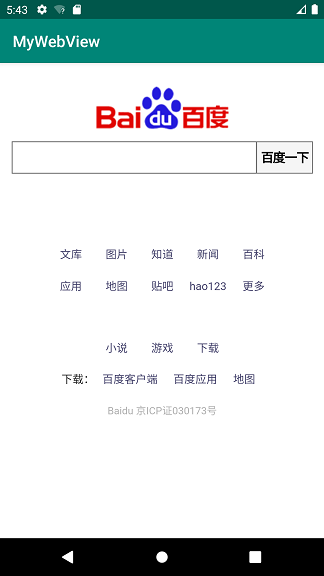 5:43
MyWebView
Bai du 百度
百度一下
文库 图片 知道 新闻 百科
应用 地图 贴吧 hao123 更多
小说 游戏 下载
下载： 百度客户端 百度应用 地图
Baidu 京ICP证030173号